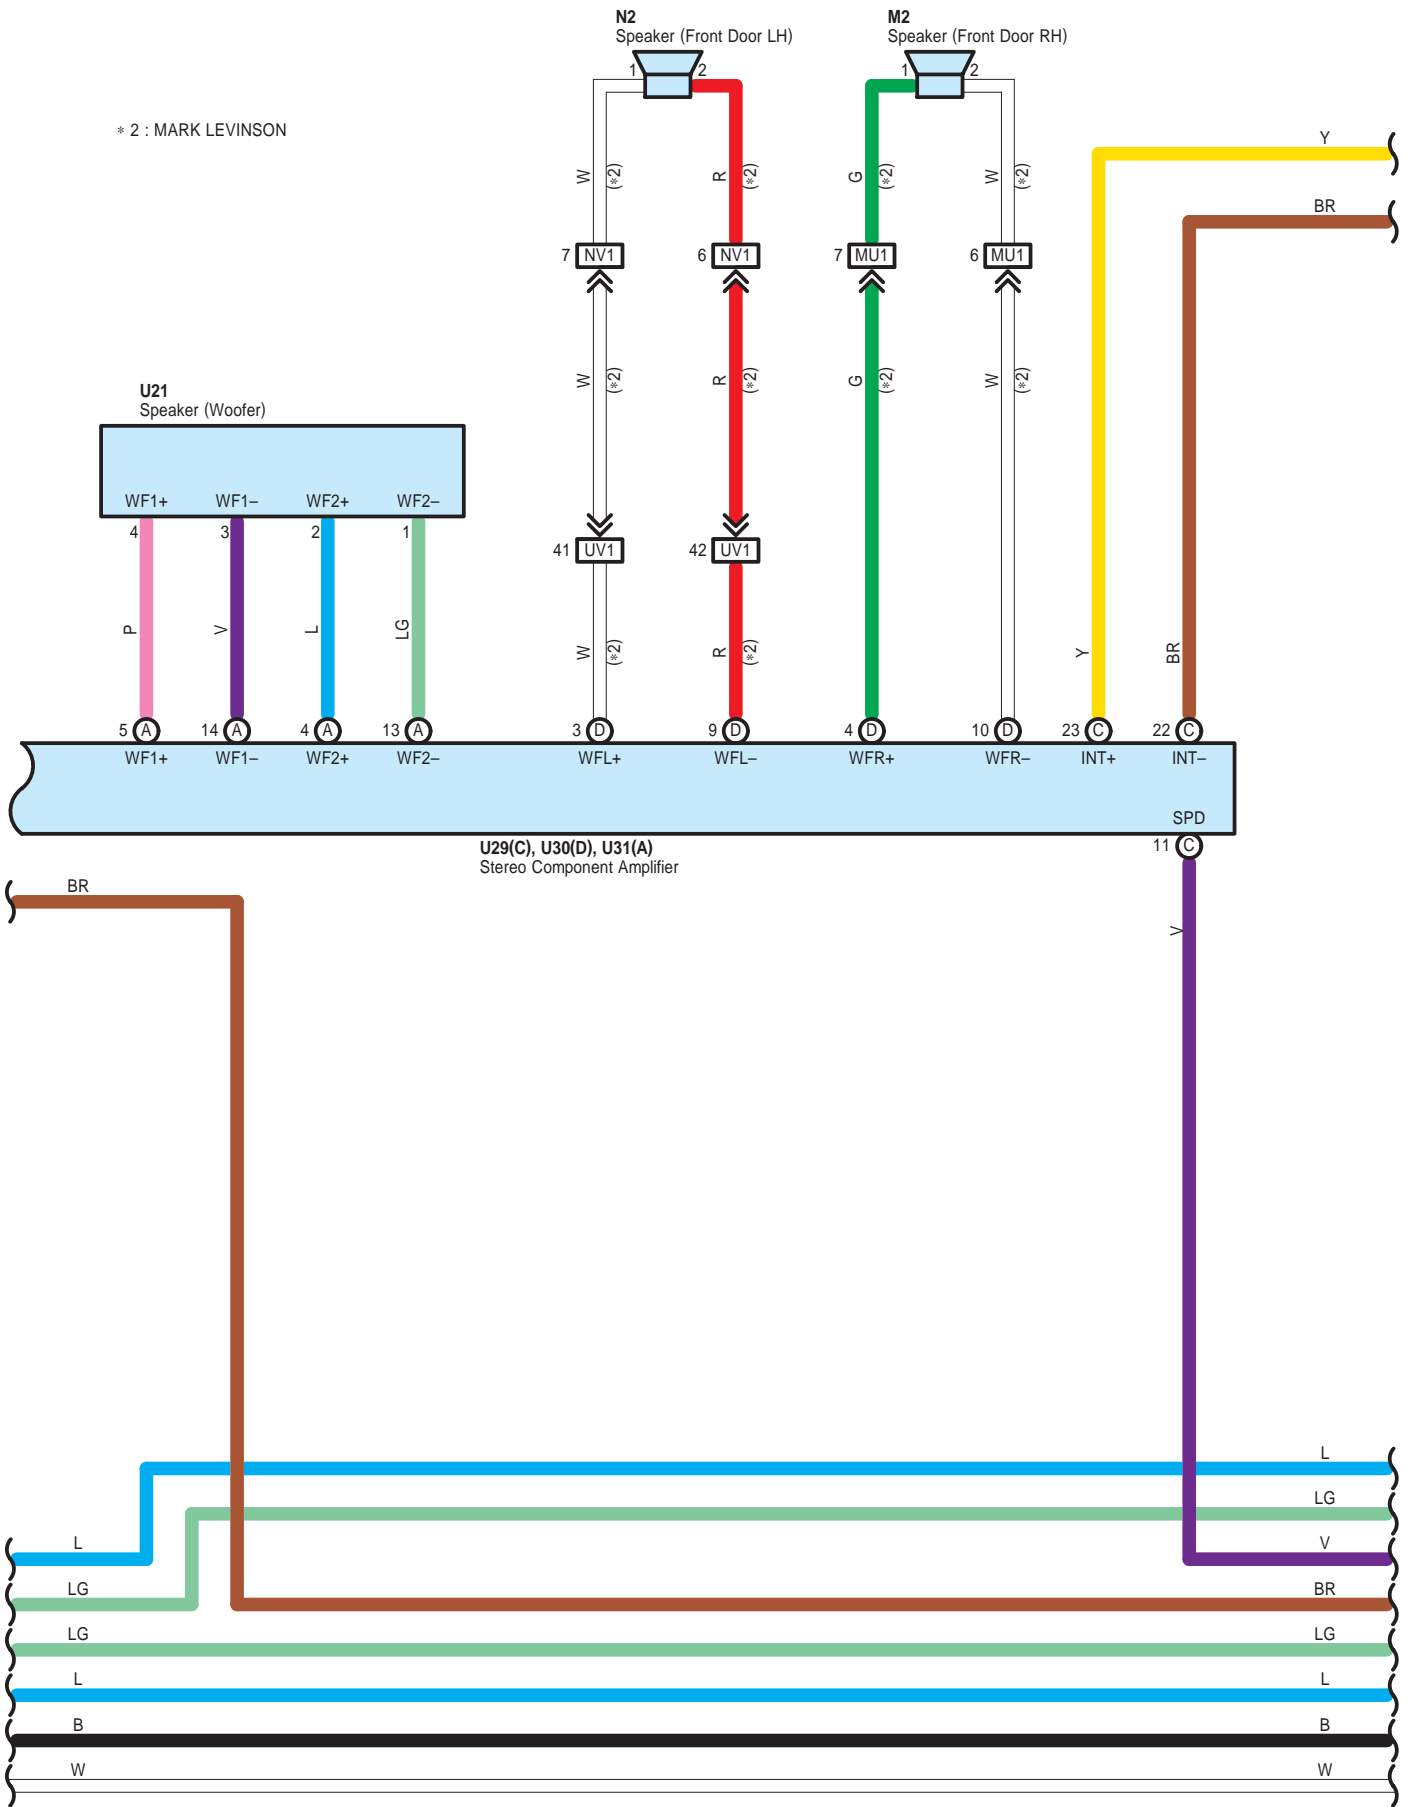 N2
Speaker (Front Door LH)
M2
Speaker (Front Door RH)
1 2 1 2
∗ 2 : MARK LEVINSON
Y
BR
W (∗2) R (∗2) G (∗2) W (∗2)
7 NV1 6 NV1 7 MU1 6 MU1
W (∗2) R (∗2) G (∗2) W (∗2)
U21
Speaker (Woofer)
WF1+ WF1– WF2+ WF2–
4 3 2 1
41 UV1 42 UV1
P V L LG W (∗2) R (∗2) Y BR
5 A 14 A 4 A 13 A 3 D 9 D 4 D 10 D 23 C 22 C
WF1+ WF1– WF2+ WF2– WFL+ WFL– WFR+ WFR– INT+ INT–
SPD
11 C
U29(C), U30(D), U31(A)
Stereo Component Amplifier
BR
V
L
LG
L V
LG BR
LG LG
L L
B B
W W